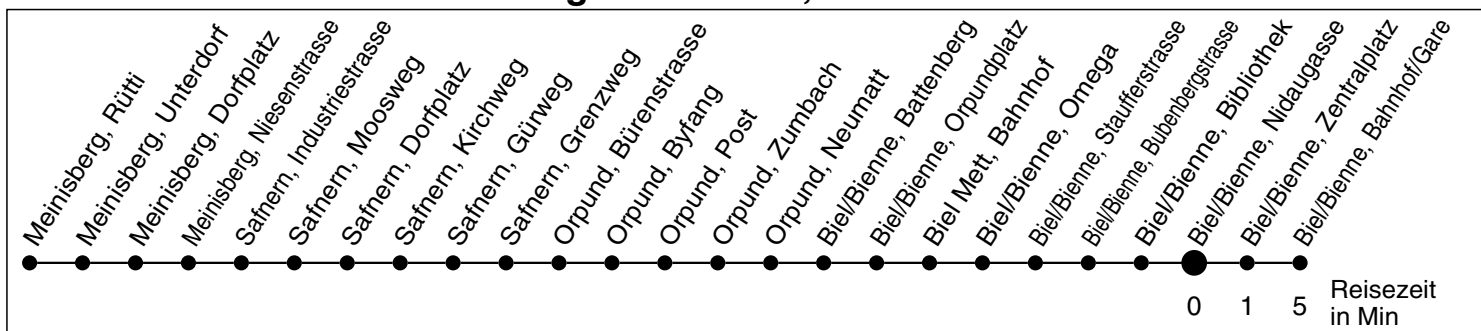 Meinisberg, Rütti
Meinisberg, Unterdorf
Meinisberg, Dorfplatz
Meinisberg, Niesenstrasse
Safnern, Industriestrasse
Safnern, Moosweg
Safnern, Dorfplatz
Safnern, Kirchweg
Safnern, Gürweg
Safnern, Grenzweg
Orpund, Bürenstrasse
Orpund, Byfang
Orpund, Post
Orpund, Zumbach
Orpund, Neumatt
Biel/Bienne, Battenberg
Biel/Bienne, Orpundplatz
Biel Mett, Bahnhof
Biel/Bienne, Omega
Biel/Bienne, Staufferstrasse
Biel/Bienne, Bubenbergstrasse
Biel/Bienne, Bibliothek
Biel/Bienne, Nidaugasse
Biel/Bienne, Zentralplatz
Biel/Bienne, Bahnhof/Gare
0 1 5 Reisezeit
in Min